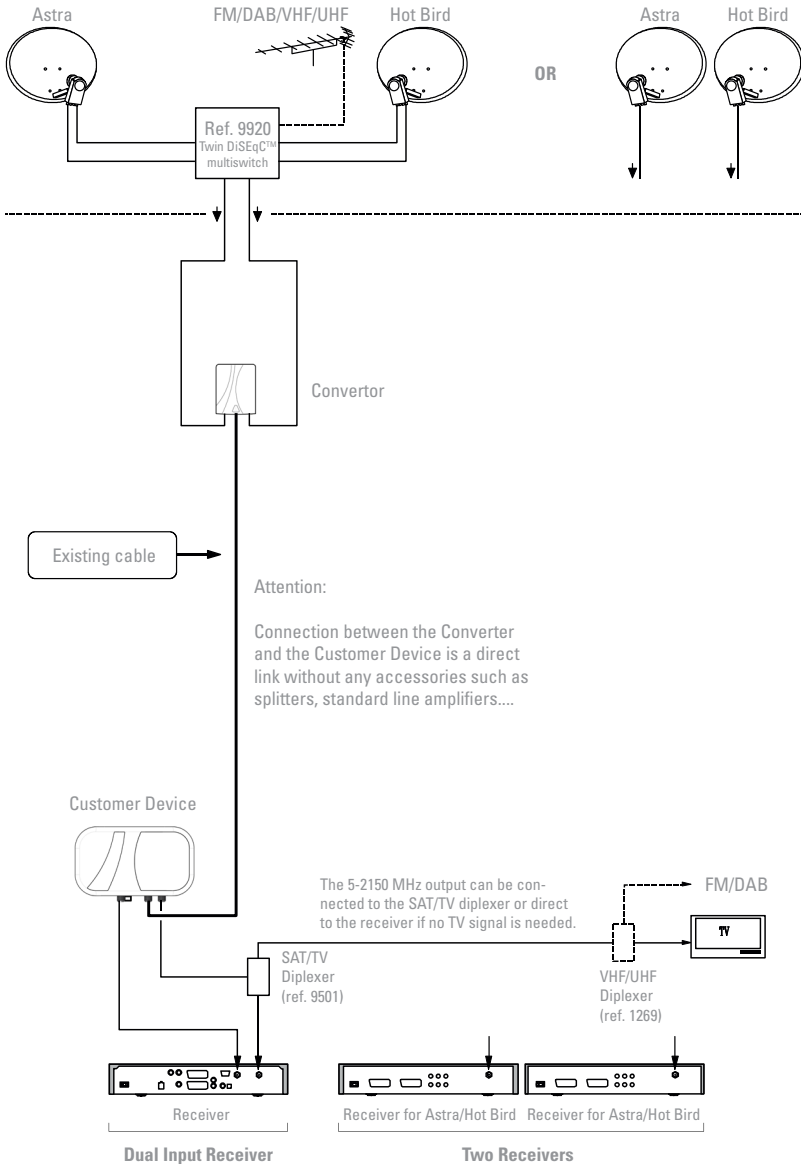 Astra
FM/DAB/VHF/UHF
Hot Bird
OR
Astra
Hot Bird
Ref. 9920
Twin DiSEqC™
multiswitch
Convertor
Existing cable
Attention:
Connection between the Converter
and the Customer Device is a direct
link without any accessories such as
splitters, standard line amplifiers....
Customer Device
The 5-2150 MHz output can be con-
nected to the SAT/TV diplexer or direct
to the receiver if no TV signal is needed.
FM/DAB
TV
SAT/TV
Diplexer
(ref. 9501)
VHF/UHF
Diplexer
(ref. 1269)
Receiver
Receiver for Astra/Hot Bird
Receiver for Astra/Hot Bird
Dual Input Receiver
Two Receivers